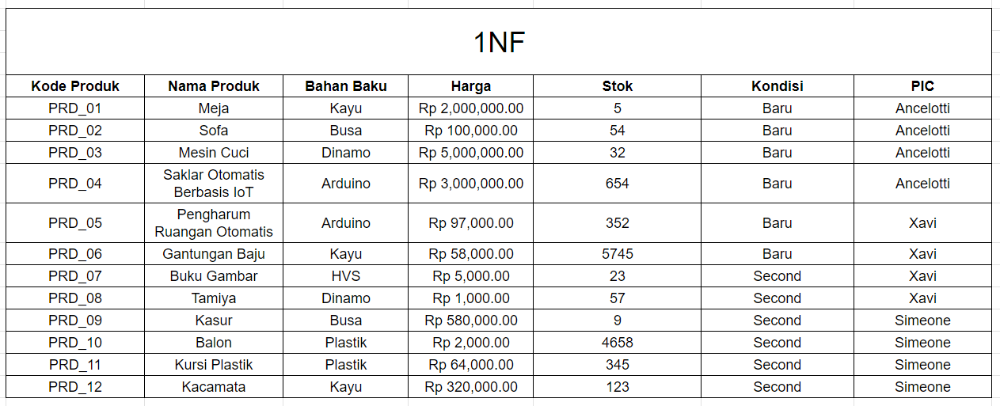 1NF
Kode Produk Nama Produk Bahan Baku Harga Stok Kondisi PIC
PRD_01 Meja Kayu Rp 2,000,000.00 5 Baru Ancelotti
PRD_02 Sofa Busa Rp 100,000.00 54 Baru Ancelotti
PRD_03 Mesin Cuci Dinamo Rp 5,000,000.00 32 Baru Ancelotti
PRD_04 Saklar Otomatis Berbasis IoT Arduino Rp 3,000,000.00 654 Baru Ancelotti
PRD_05 Pengharum Ruangan Otomatis Arduino Rp 97,000.00 352 Baru Xavi
PRD_06 Gantungan Baju Kayu Rp 58,000.00 5745 Baru Xavi
PRD_07 Buku Gambar HVS Rp 5,000.00 23 Second Xavi
PRD_08 Tamiya Dinamo Rp 1,000.00 57 Second Xavi
PRD_09 Kasur Busa Rp 580,000.00 9 Second Simeone
PRD_10 Balon Plastik Rp 2,000.00 4658 Second Simeone
PRD_11 Kursi Plastik Plastik Rp 64,000.00 345 Second Simeone
PRD_12 Kacamata Kayu Rp 320,000.00 123 Second Simeone